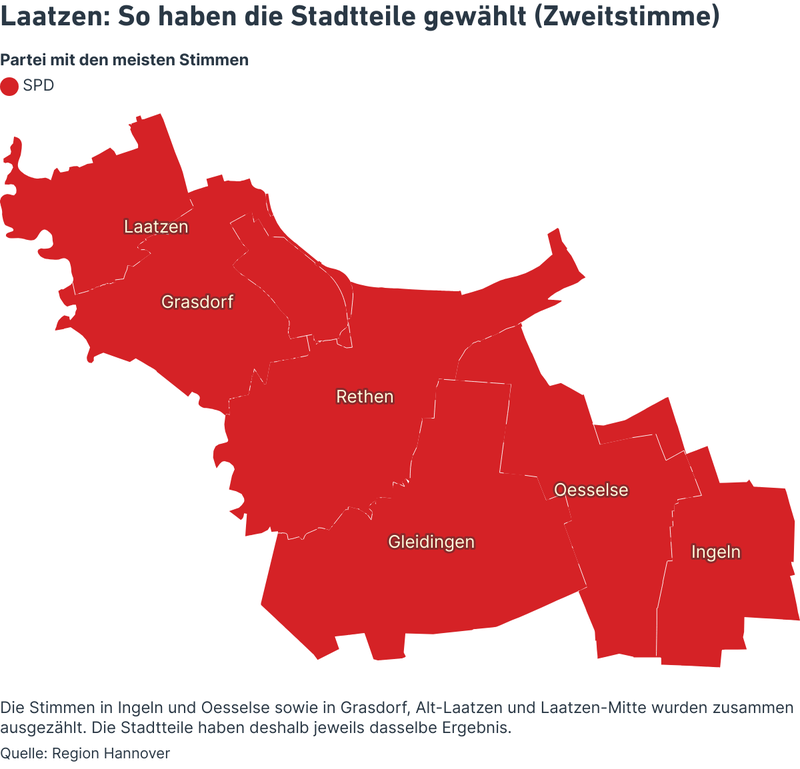 Laatzen: So haben die Stadtteile gewählt (Zweitstimme)
Partei mit den meisten Stimmen
SPD
Laatzen
Grasdorf
Rethen
Oesselse
Gleidingen
Ingeln
Die Stimmen in Ingeln und Oesselse sowie in Grasdorf, Alt-Laatzen und Laatzen-Mitte wurden zusammen
ausgezählt. Die Stadtteile haben deshalb jeweils dasselbe Ergebnis.
Quelle: Region Hannover